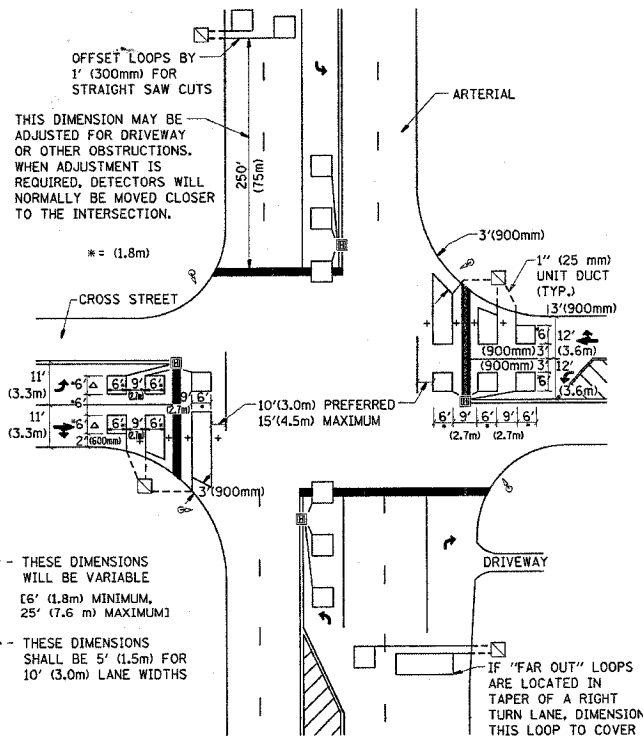 OFFSET LOOPS BY
1' (300mm) FOR
STRAIGHT SAW CUTS
ARTERIAL
THIS DIMENSION MAY BE
ADJUSTED FOR DRIVEWAY
OR OTHER OBSTRUCTIONS.
WHEN ADJUSTMENT IS
REQUIRED, DETECTORS WILL
NORMALLY BE MOVED CLOSER
TO THE INTERSECTION.
250'
(75m)
* = (1.8m)
3'(900mm)
1" (25 mm)
UNIT DUCT
(TYP.)
CROSS STREET
3'(900mm)
*6'
12'
(3.6m)
(900mm) 3'
(900mm) 3'
12'
*6'
(3.6m)
11'
(3.3m)
*6'
6' 9' 6'
(2.7m)
*6'
9' 6'
(2.7m) *
11'
(3.3m)
*6'
6' 9' 6'
(2.7m)
2' (600mm)
10'(3.0m) PREFERRED
15'(4.5m) MAXIMUM
6' 9' 6' 9' 6'
* (2.7m) * (2.7m) *
3'(900mm)
- THESE DIMENSIONS
WILL BE VARIABLE
[6' (1.8m) MINIMUM,
25' (7.6 m) MAXIMUM]
DRIVEWAY
- THESE DIMENSIONS
SHALL BE 5' (1.5m) FOR
10' (3.0m) LANE WIDTHS
IF "FAR OUT" LOOPS
ARE LOCATED IN
TAPER OF A RIGHT
TURN LANE, DIMENSION
THIS LOOP TO COVER